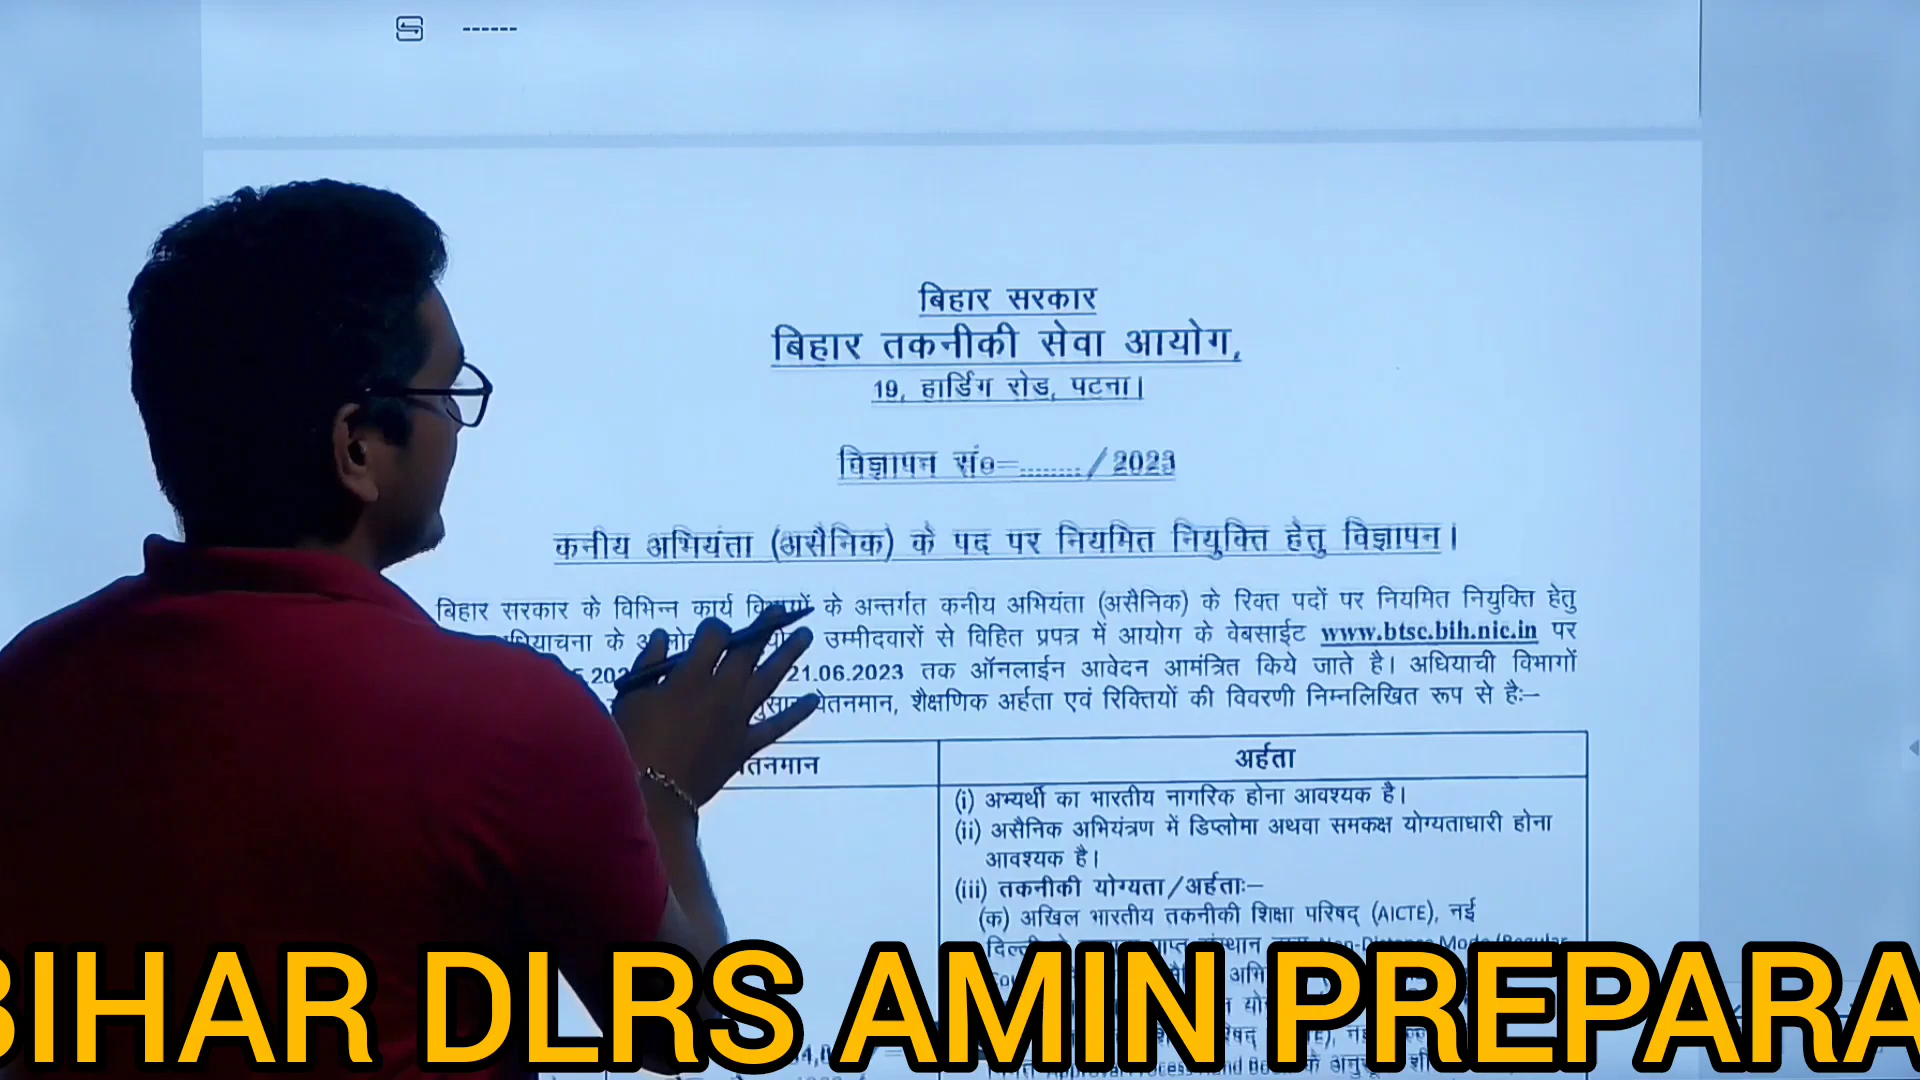 बिहार सरकार
बिहार तकनीकी सेवा आयोग,
19, हार्डिंग रोड, पटना।
विज्ञापन सं०–......../2023
कनीय अभियंता (असैनिक) के पद पर नियमित नियुक्ति हेतु विज्ञापन।
बिहार सरकार के विभिन्न कार्य विभागों के अन्तर्गत कनीय अभियंता (असैनिक) के रिक्त पदों पर नियमित नियुक्ति हेतु
के उम्मीदवारों से विहित प्रपत्र में आयोग के वेबसाईट www.btsc.bih.nic.in पर
21.06.2023 तक ऑनलाईन आवेदन आमंत्रित किये जाते है। अधियाची विभागों
वेतनमान, शैक्षणिक अर्हता एवं रिक्तियों की विवरणी निम्नलिखित रूप से है:–
अर्हता
(i) अभ्यर्थी का भारतीय नागरिक होना आवश्यक है।
(ii) असैनिक अभियंत्रण में डिप्लोमा अथवा समकक्ष योग्यताधारी होना
आवश्यक है।
(iii) तकनीकी योग्यता/अर्हताः–
(क) अखिल भारतीय तकनीकी शिक्षा परिषद् (AICTE), नई
BIHAR DLRS AMIN PREPARA